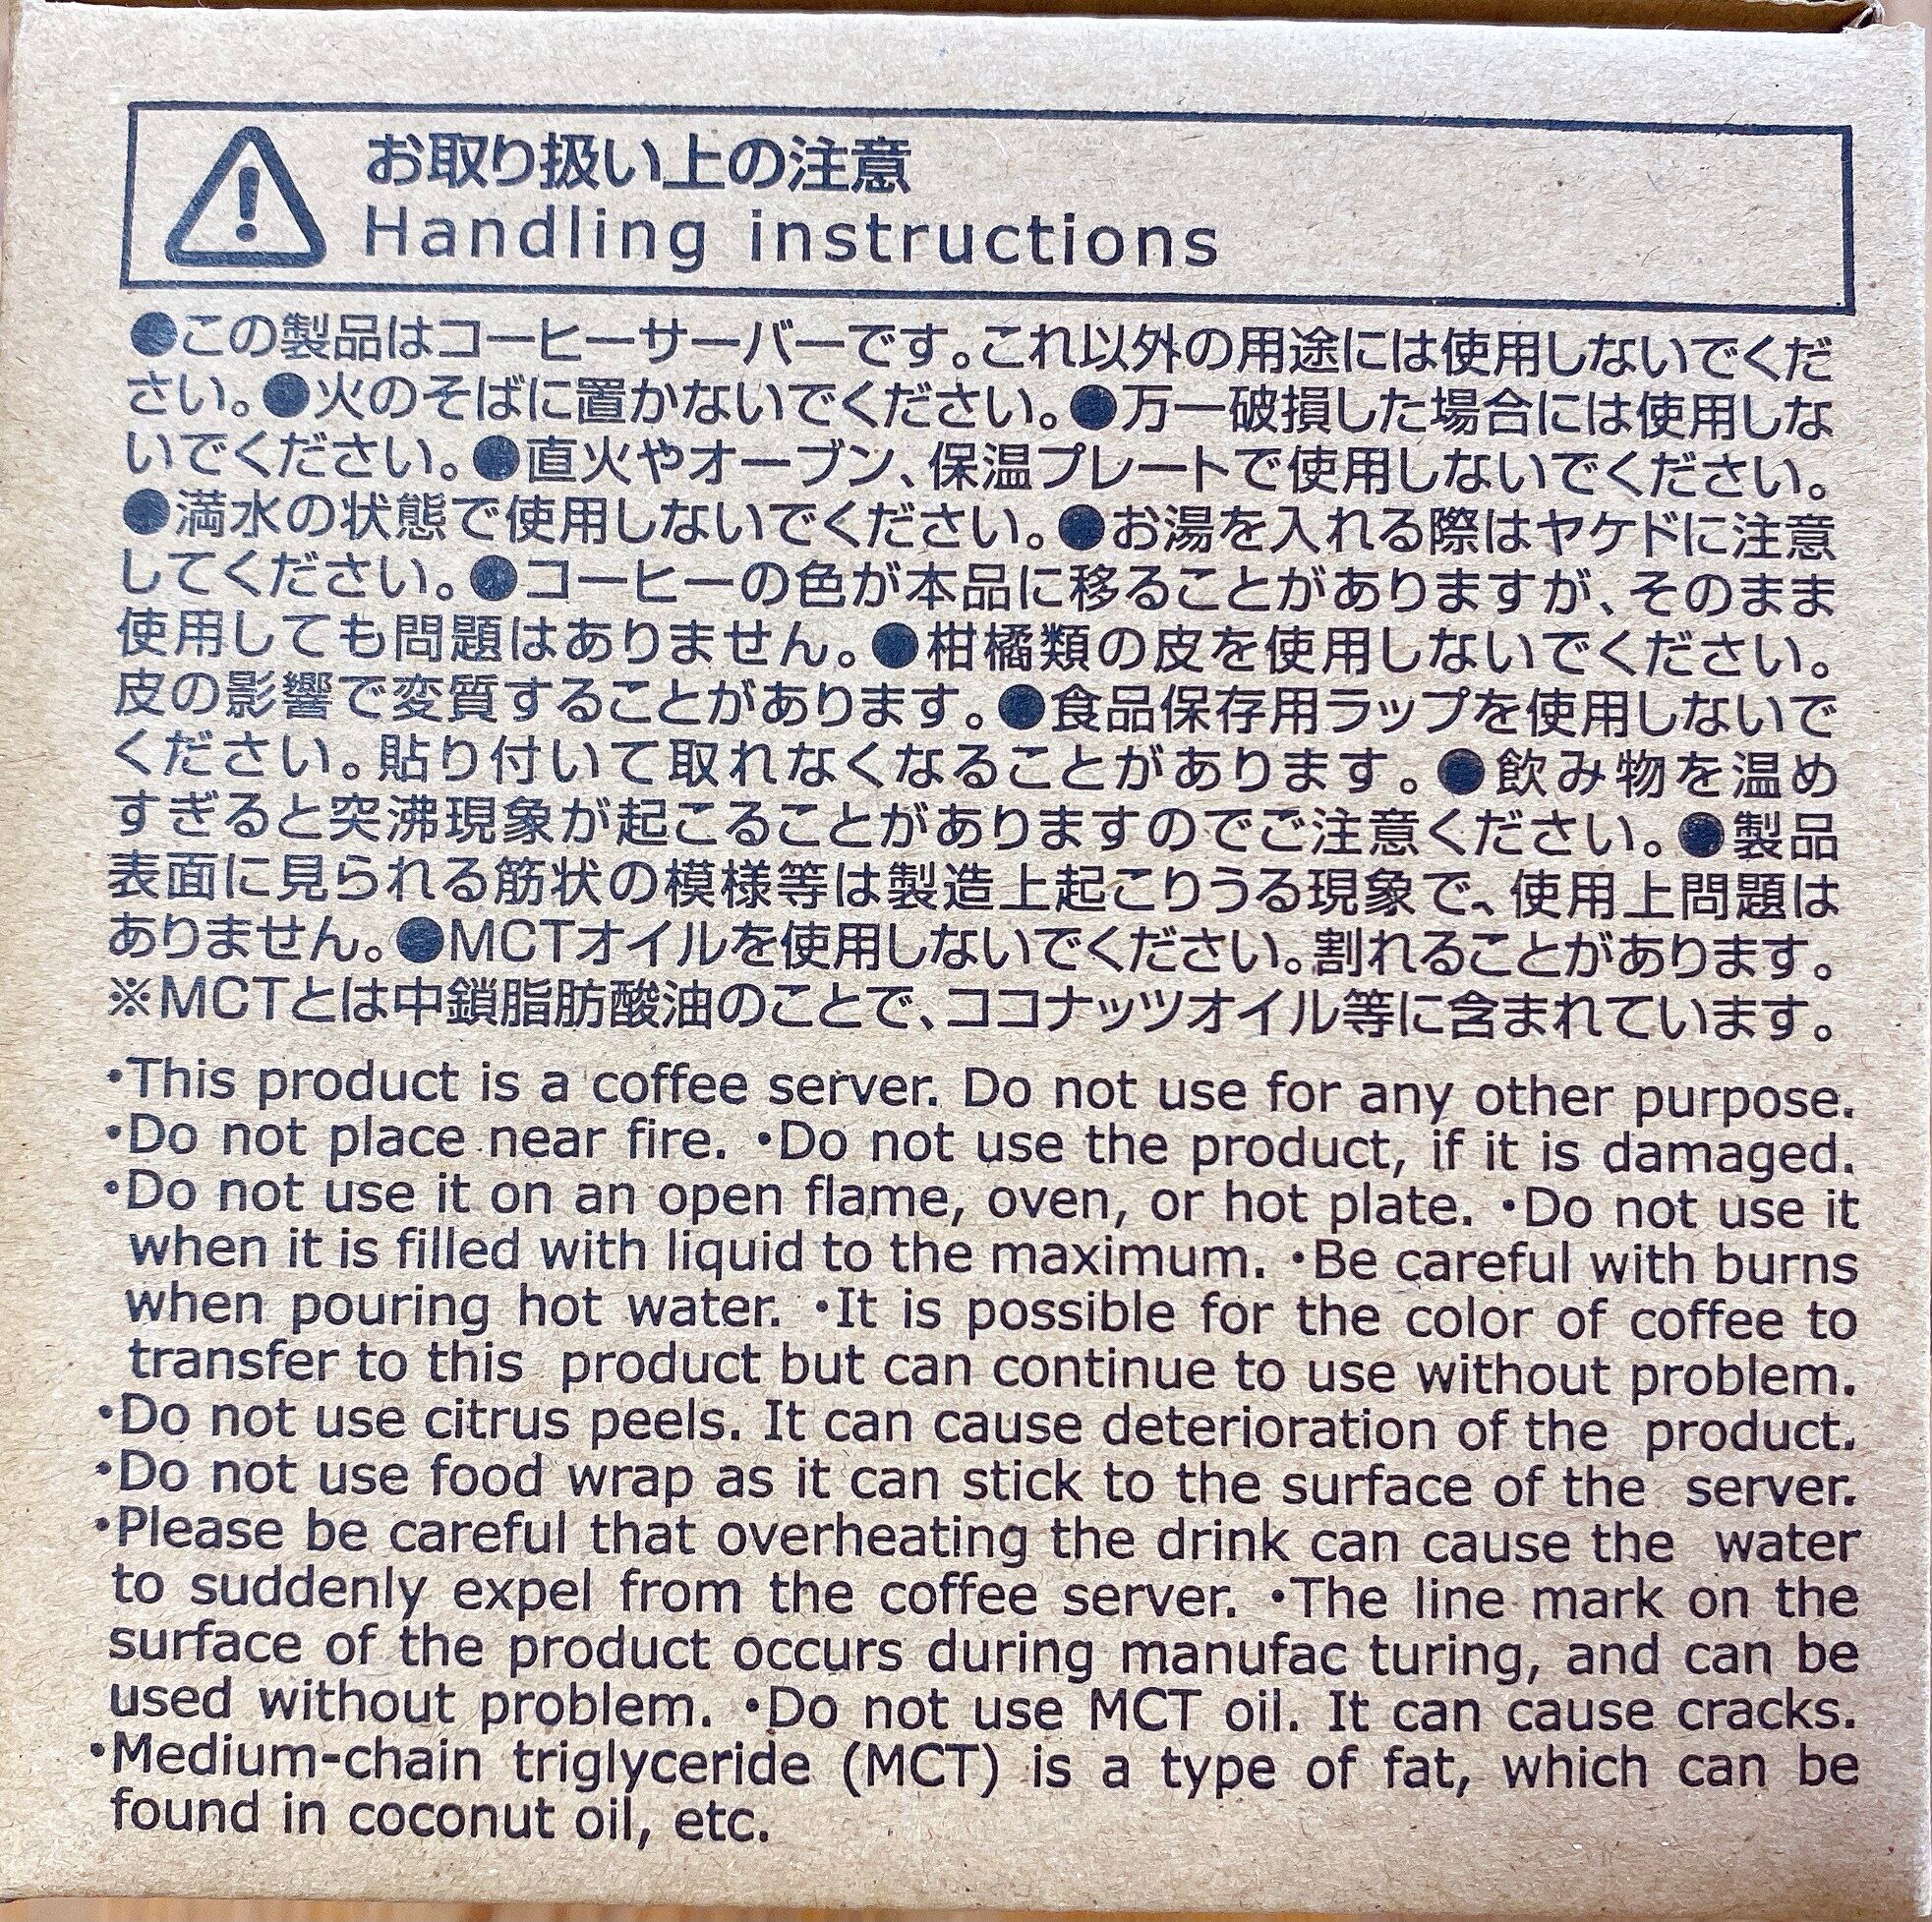 お取り扱い上の注意
Handling instructions
●この製品はコーヒーサーバーです。これ以外の用途には使用しないでくだ
さい。●火のそばに置かないでください。●万一破損した場合には使用しな
いでください。●直火やオーブン、保温プレートで使用しないでください。
●満水の状態で使用しないでください。●お湯を入れる際はヤケドに注意
してください。●コーヒーの色が本品に移ることがありますが、そのまま
使用しても問題はありません。●柑橘類の皮を使用しないでください。
皮の影響で変質することがあります。●食品保存用ラップを使用しないで
ください。貼り付いて取れなくなることがあります。●飲み物を温め
すぎると突沸現象が起こることがありますのでご注意ください。●製品
表面に見られる筋状の模様等は製造上起こりうる現象で、使用上問題は
ありません。●MCTオイルを使用しないでください。割れることがあります。
※MCTとは中鎖脂肪酸油のことで、ココナッツオイル等に含まれています。
•This product is a coffee server. Do not use for any other purpose.
•Do not place near fire. •Do not use the product, if it is damaged.
•Do not use it on an open flame, oven, or hot plate. •Do not use it
when it is filled with liquid to the maximum. •Be careful with burns
when pouring hot water. •It is possible for the color of coffee to
transfer to this product but can continue to use without problem.
•Do not use citrus peels. It can cause deterioration of the product.
•Do not use food wrap as it can stick to the surface of the server.
•Please be careful that overheating the drink can cause the water
to suddenly expel from the coffee server. •The line mark on the
surface of the product occurs during manufac turing, and can be
used without problem. •Do not use MCT oil. It can cause cracks.
•Medium-chain triglyceride (MCT) is a type of fat, which can be
found in coconut oil, etc.